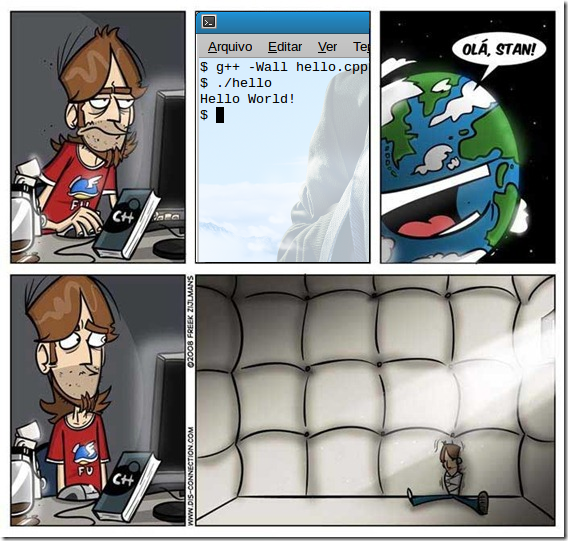 Arquivo Editar Ver Te
$ g++ -Wall hello.cpp
$ ./hello
Hello World!
$
OLÁ, STAN!
FU
C++
FU
C++
©2008 FREEK ZIJLMANS
WWW.DIS-CONNECTION.COM